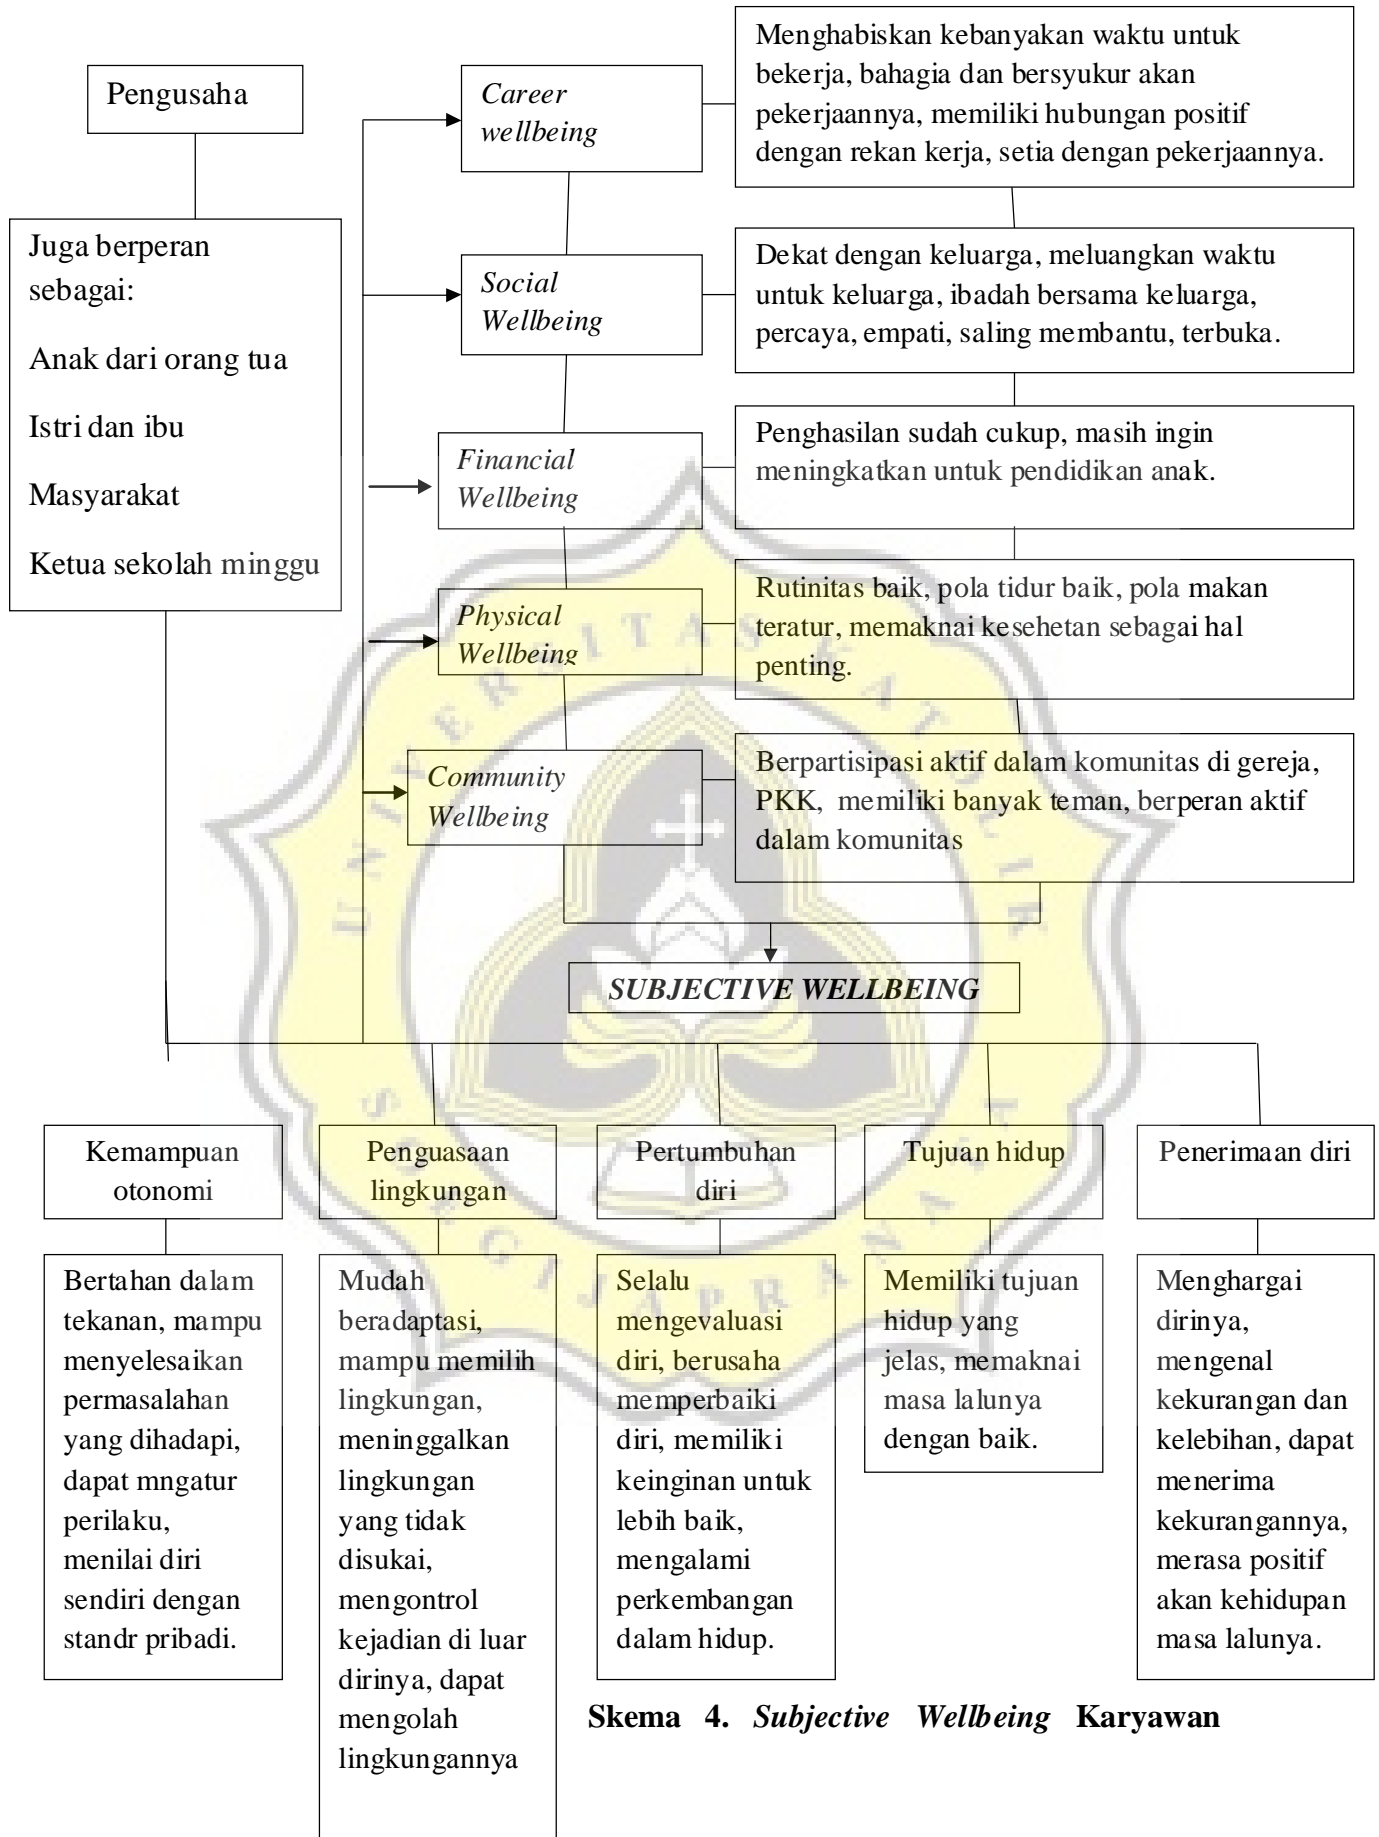 Pengusaha
Juga berperan
sebagai:
Anak dari orang tua
Istri dan ibu
Masyarakat
Ketua sekolah minggu
Career
wellbeing
Menghabiskan kebanyakan waktu untuk
bekerja, bahagia dan bersyukur akan
pekerjaannya, memiliki hubungan positif
dengan rekan kerja, setia dengan pekerjaannya.
Social
Wellbeing
Dekat dengan keluarga, meluangkan waktu
untuk keluarga, ibadah bersama keluarga,
percaya, empati, saling membantu, terbuka.
Financial
Wellbeing
Penghasilan sudah cukup, masih ingin
meningkatkan untuk pendidikan anak.
Physical
Wellbeing
Rutinitas baik, pola tidur baik, pola makan
teratur, memaknai kesehetan sebagai hal
penting.
Community
Wellbeing
Berpartisipasi aktif dalam komunitas di gereja,
PKK, memiliki banyak teman, berperan aktif
dalam komunitas
SUBJECTIVE WELLBEING
Kemampuan
otonomi
Bertahan dalam
tekanan, mampu
menyelesaikan
permasalahan
yang dihadapi,
dapat mngatur
perilaku,
menilai diri
sendiri dengan
standr pribadi.
Penguasaan
lingkungan
Mudah
beradaptasi,
mampu memilih
lingkungan,
meninggalkan
lingkungan
yang tidak
disukai,
mengontrol
kejadian di luar
dirinya, dapat
mengolah
lingkungannya
Pertumbuhan
diri
Selalu
mengevaluasi
diri, berusaha
memperbaiki
diri, memiliki
keinginan untuk
lebih baik,
mengalami
perkembangan
dalam hidup.
Tujuan hidup
Memiliki tujuan
hidup yang
jelas, memaknai
masa lalunya
dengan baik.
Penerimaan diri
Menghargai
dirinya,
mengenal
kekurangan dan
kelebihan, dapat
menerima
kekurangannya,
merasa positif
akan kehidupan
masa lalunya.
Skema 4. Subjective Wellbeing Karyawan
UNIVERSITAS KATOLIK
SOEGIJAPRANATA